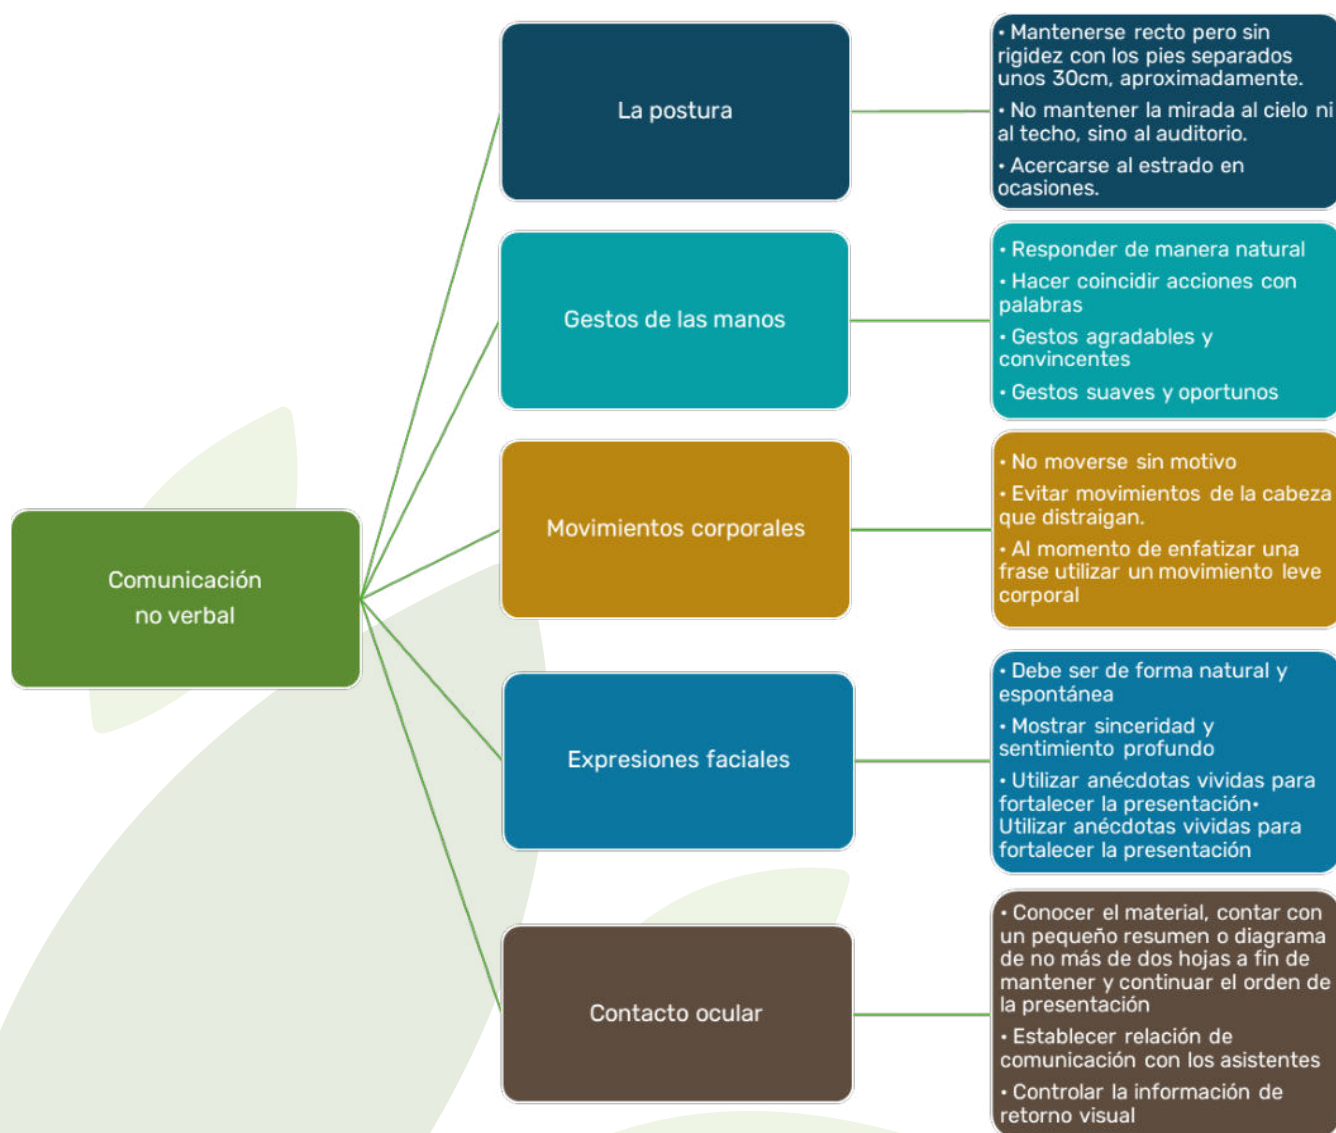 Comunicación
no verbal
La postura
• Mantenerse recto pero sin
rigidez con los pies separados
unos 30cm, aproximadamente.
• No mantener la mirada al cielo ni
al techo, sino al auditorio.
• Acercarse al estrado en
ocasiones.
Gestos de las manos
• Responder de manera natural
• Hacer coincidir acciones con
palabras
• Gestos agradables y
convincentes
• Gestos suaves y oportunos
Movimientos corporales
• No moverse sin motivo
• Evitar movimientos de la cabeza
que distraigan.
• Al momento de enfatizar una
frase utilizar un movimiento leve
corporal
Expresiones faciales
• Debe ser de forma natural y
espontánea
• Mostrar sinceridad y
sentimiento profundo
• Utilizar anécdotas vividas para
fortalecer la presentación•
Utilizar anécdotas vividas para
fortalecer la presentación
Contacto ocular
• Conocer el material, contar con
un pequeño resumen o diagrama
de no más de dos hojas a fin de
mantener y continuar el orden de
la presentación
• Establecer relación de
comunicación con los asistentes
• Controlar la información de
retorno visual